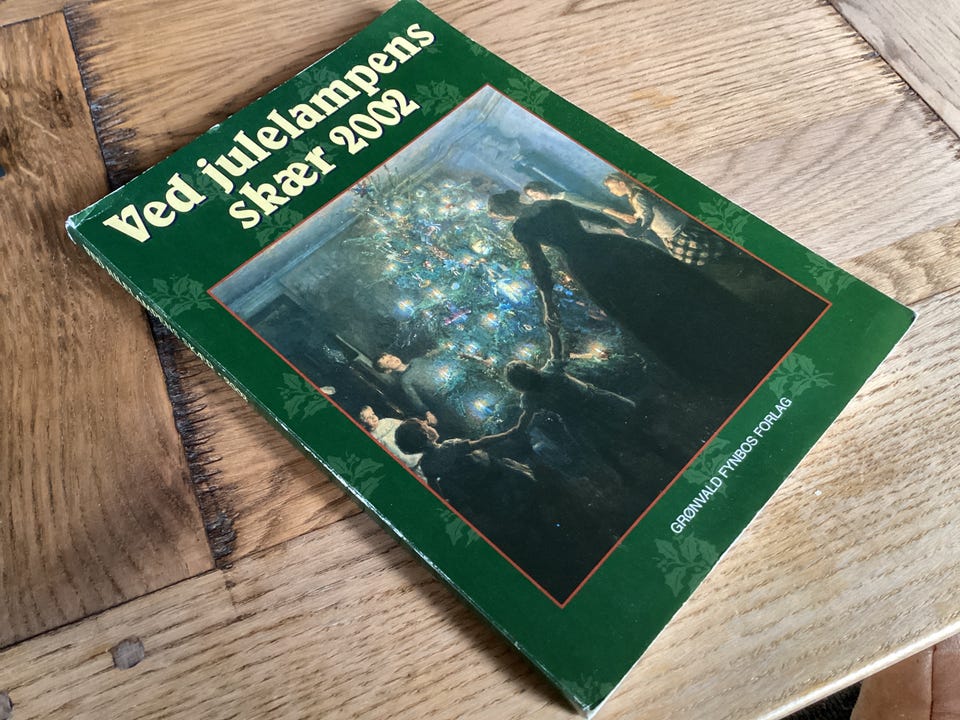 Ved julelampens
skær 2002
GRØNVALD FYNBOS FORLAG